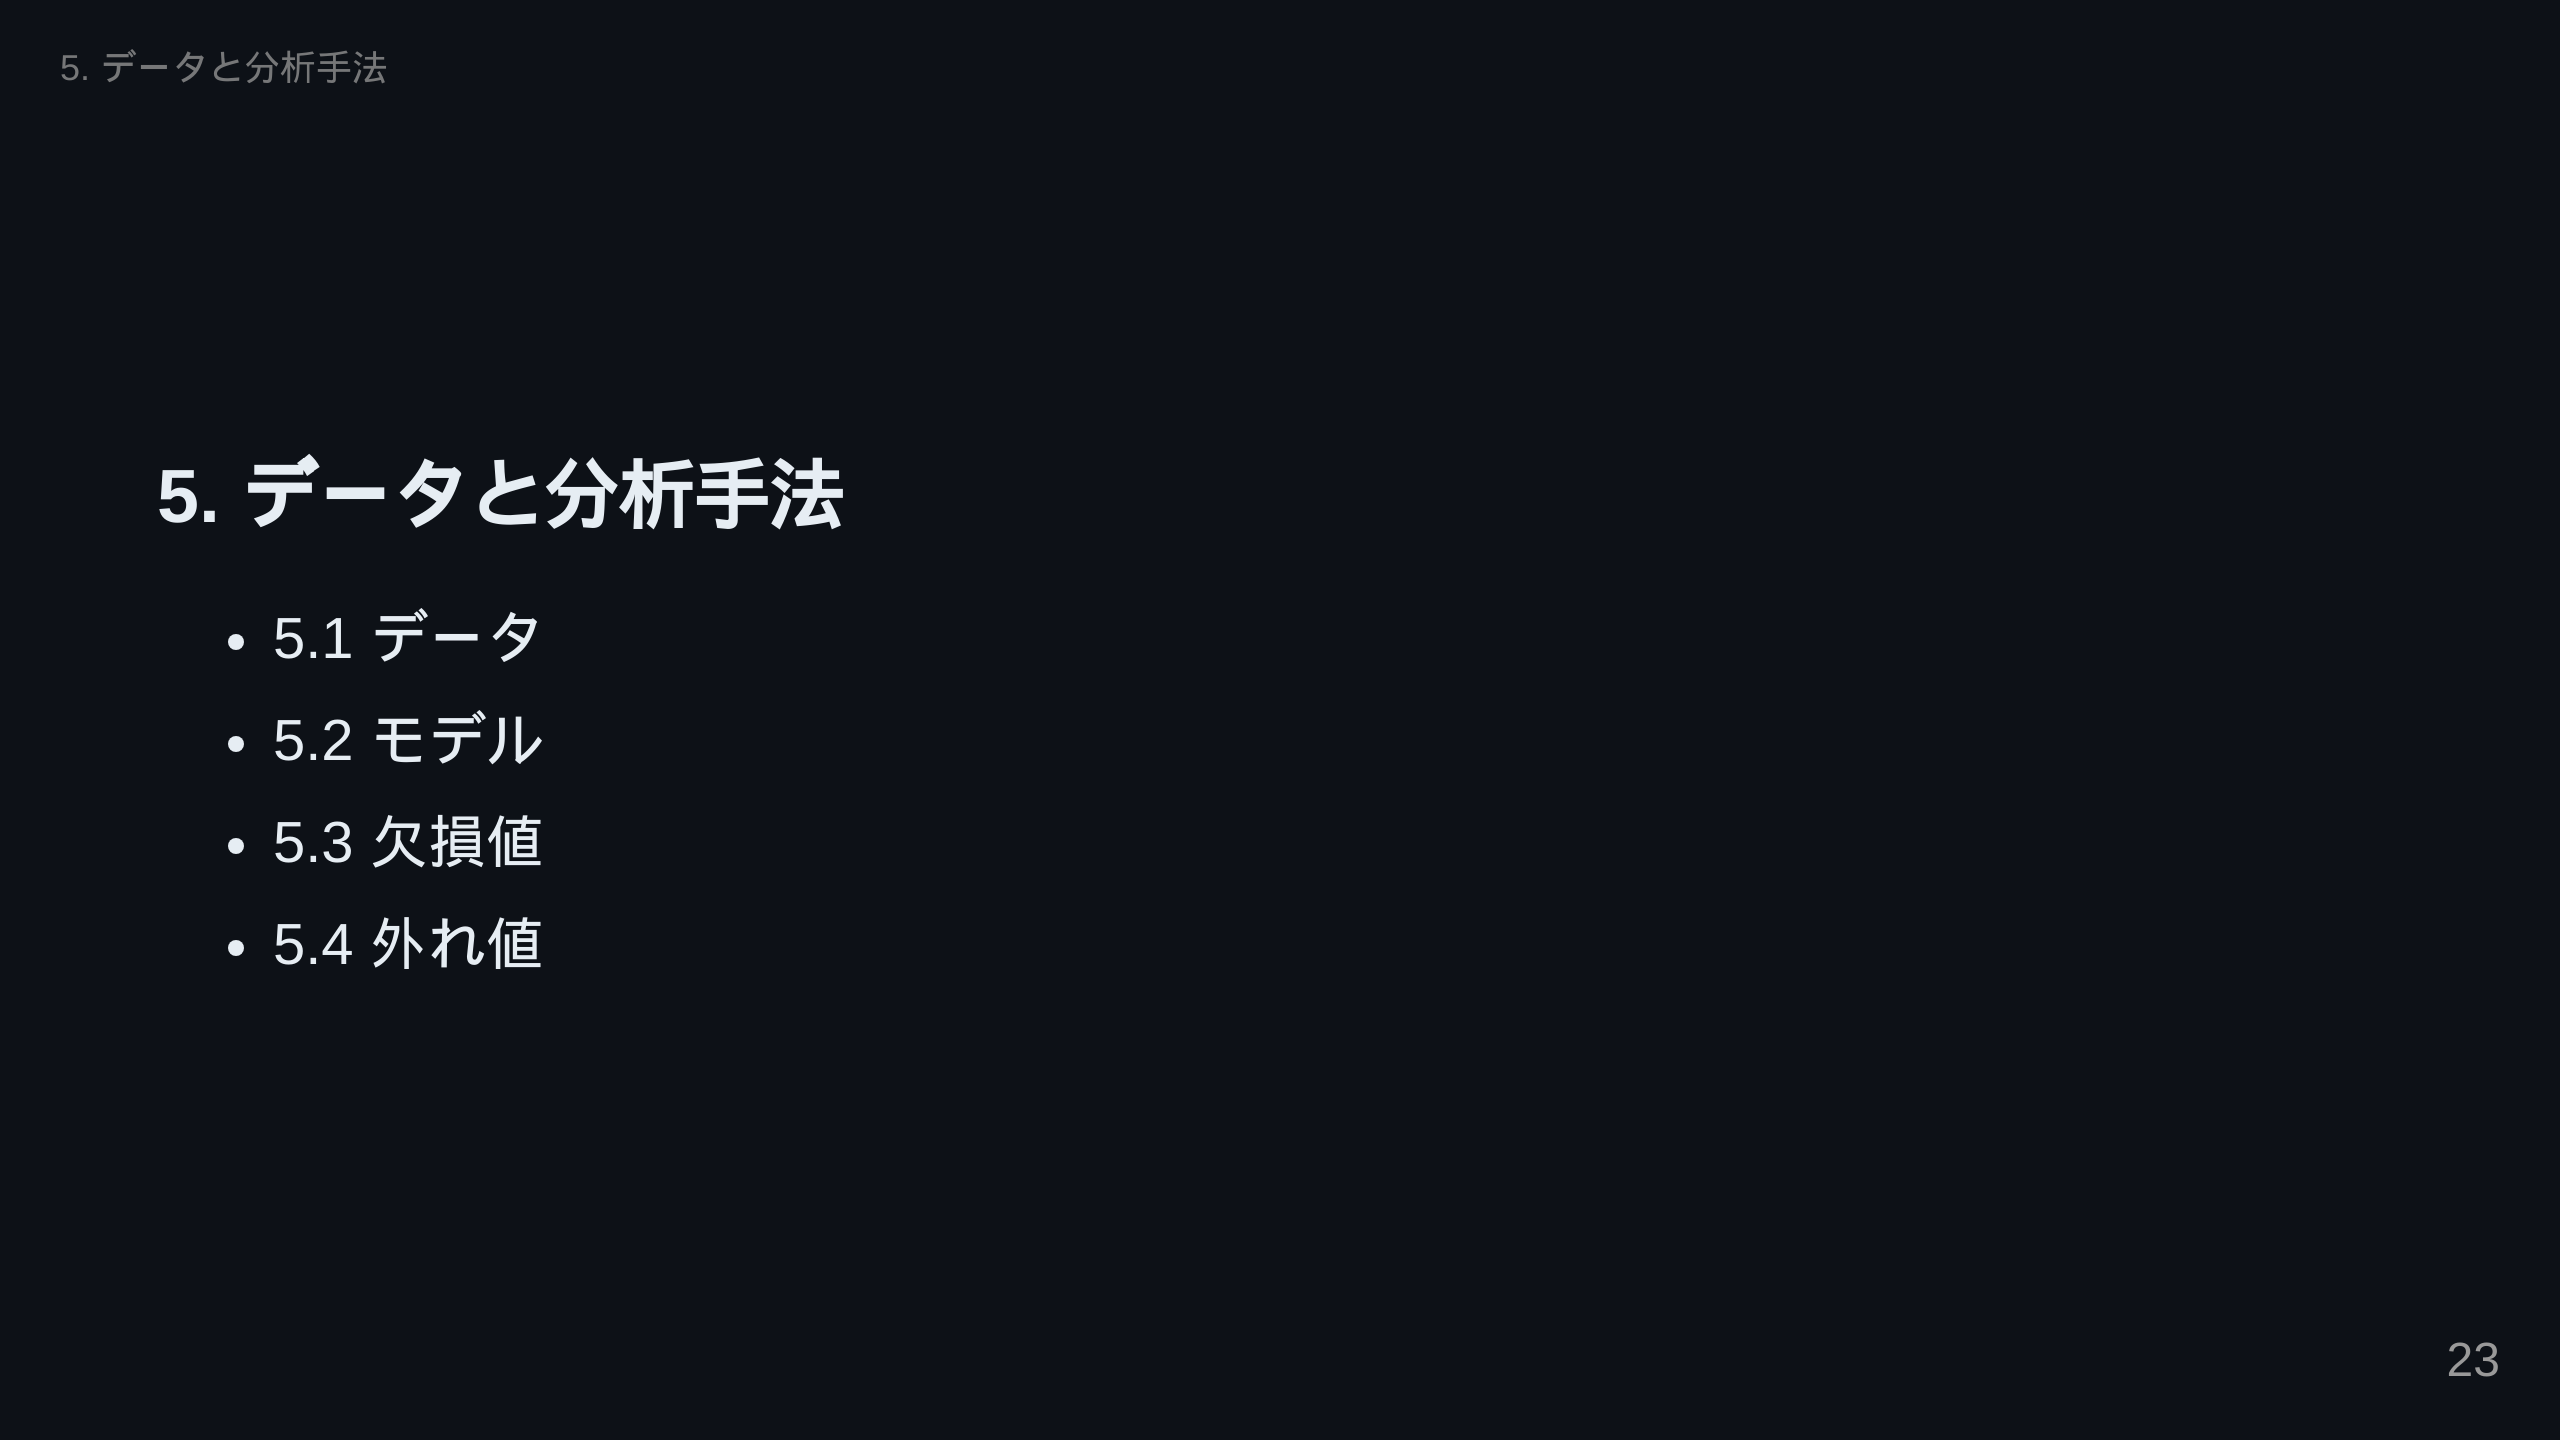 5. データと分析手法
5. データと分析手法
• 5.1 データ
• 5.2 モデル
• 5.3 欠損値
• 5.4 外れ値
23